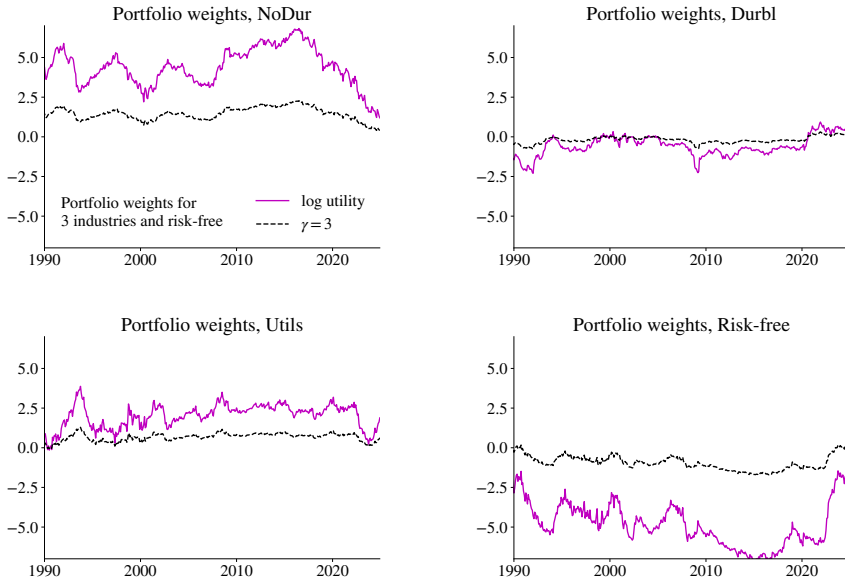 Portfolio weights, NoDur
5.0
2.5
0.0
−2.5
−5.0
Portfolio weights for
3 industries and risk-free
log utility
γ = 3
1990 2000 2010 2020
Portfolio weights, Durbl
5.0
2.5
0.0
−2.5
−5.0
1990 2000 2010 2020
Portfolio weights, Utils
5.0
2.5
0.0
−2.5
−5.0
1990 2000 2010 2020
Portfolio weights, Risk-free
5.0
2.5
0.0
−2.5
−5.0
1990 2000 2010 2020